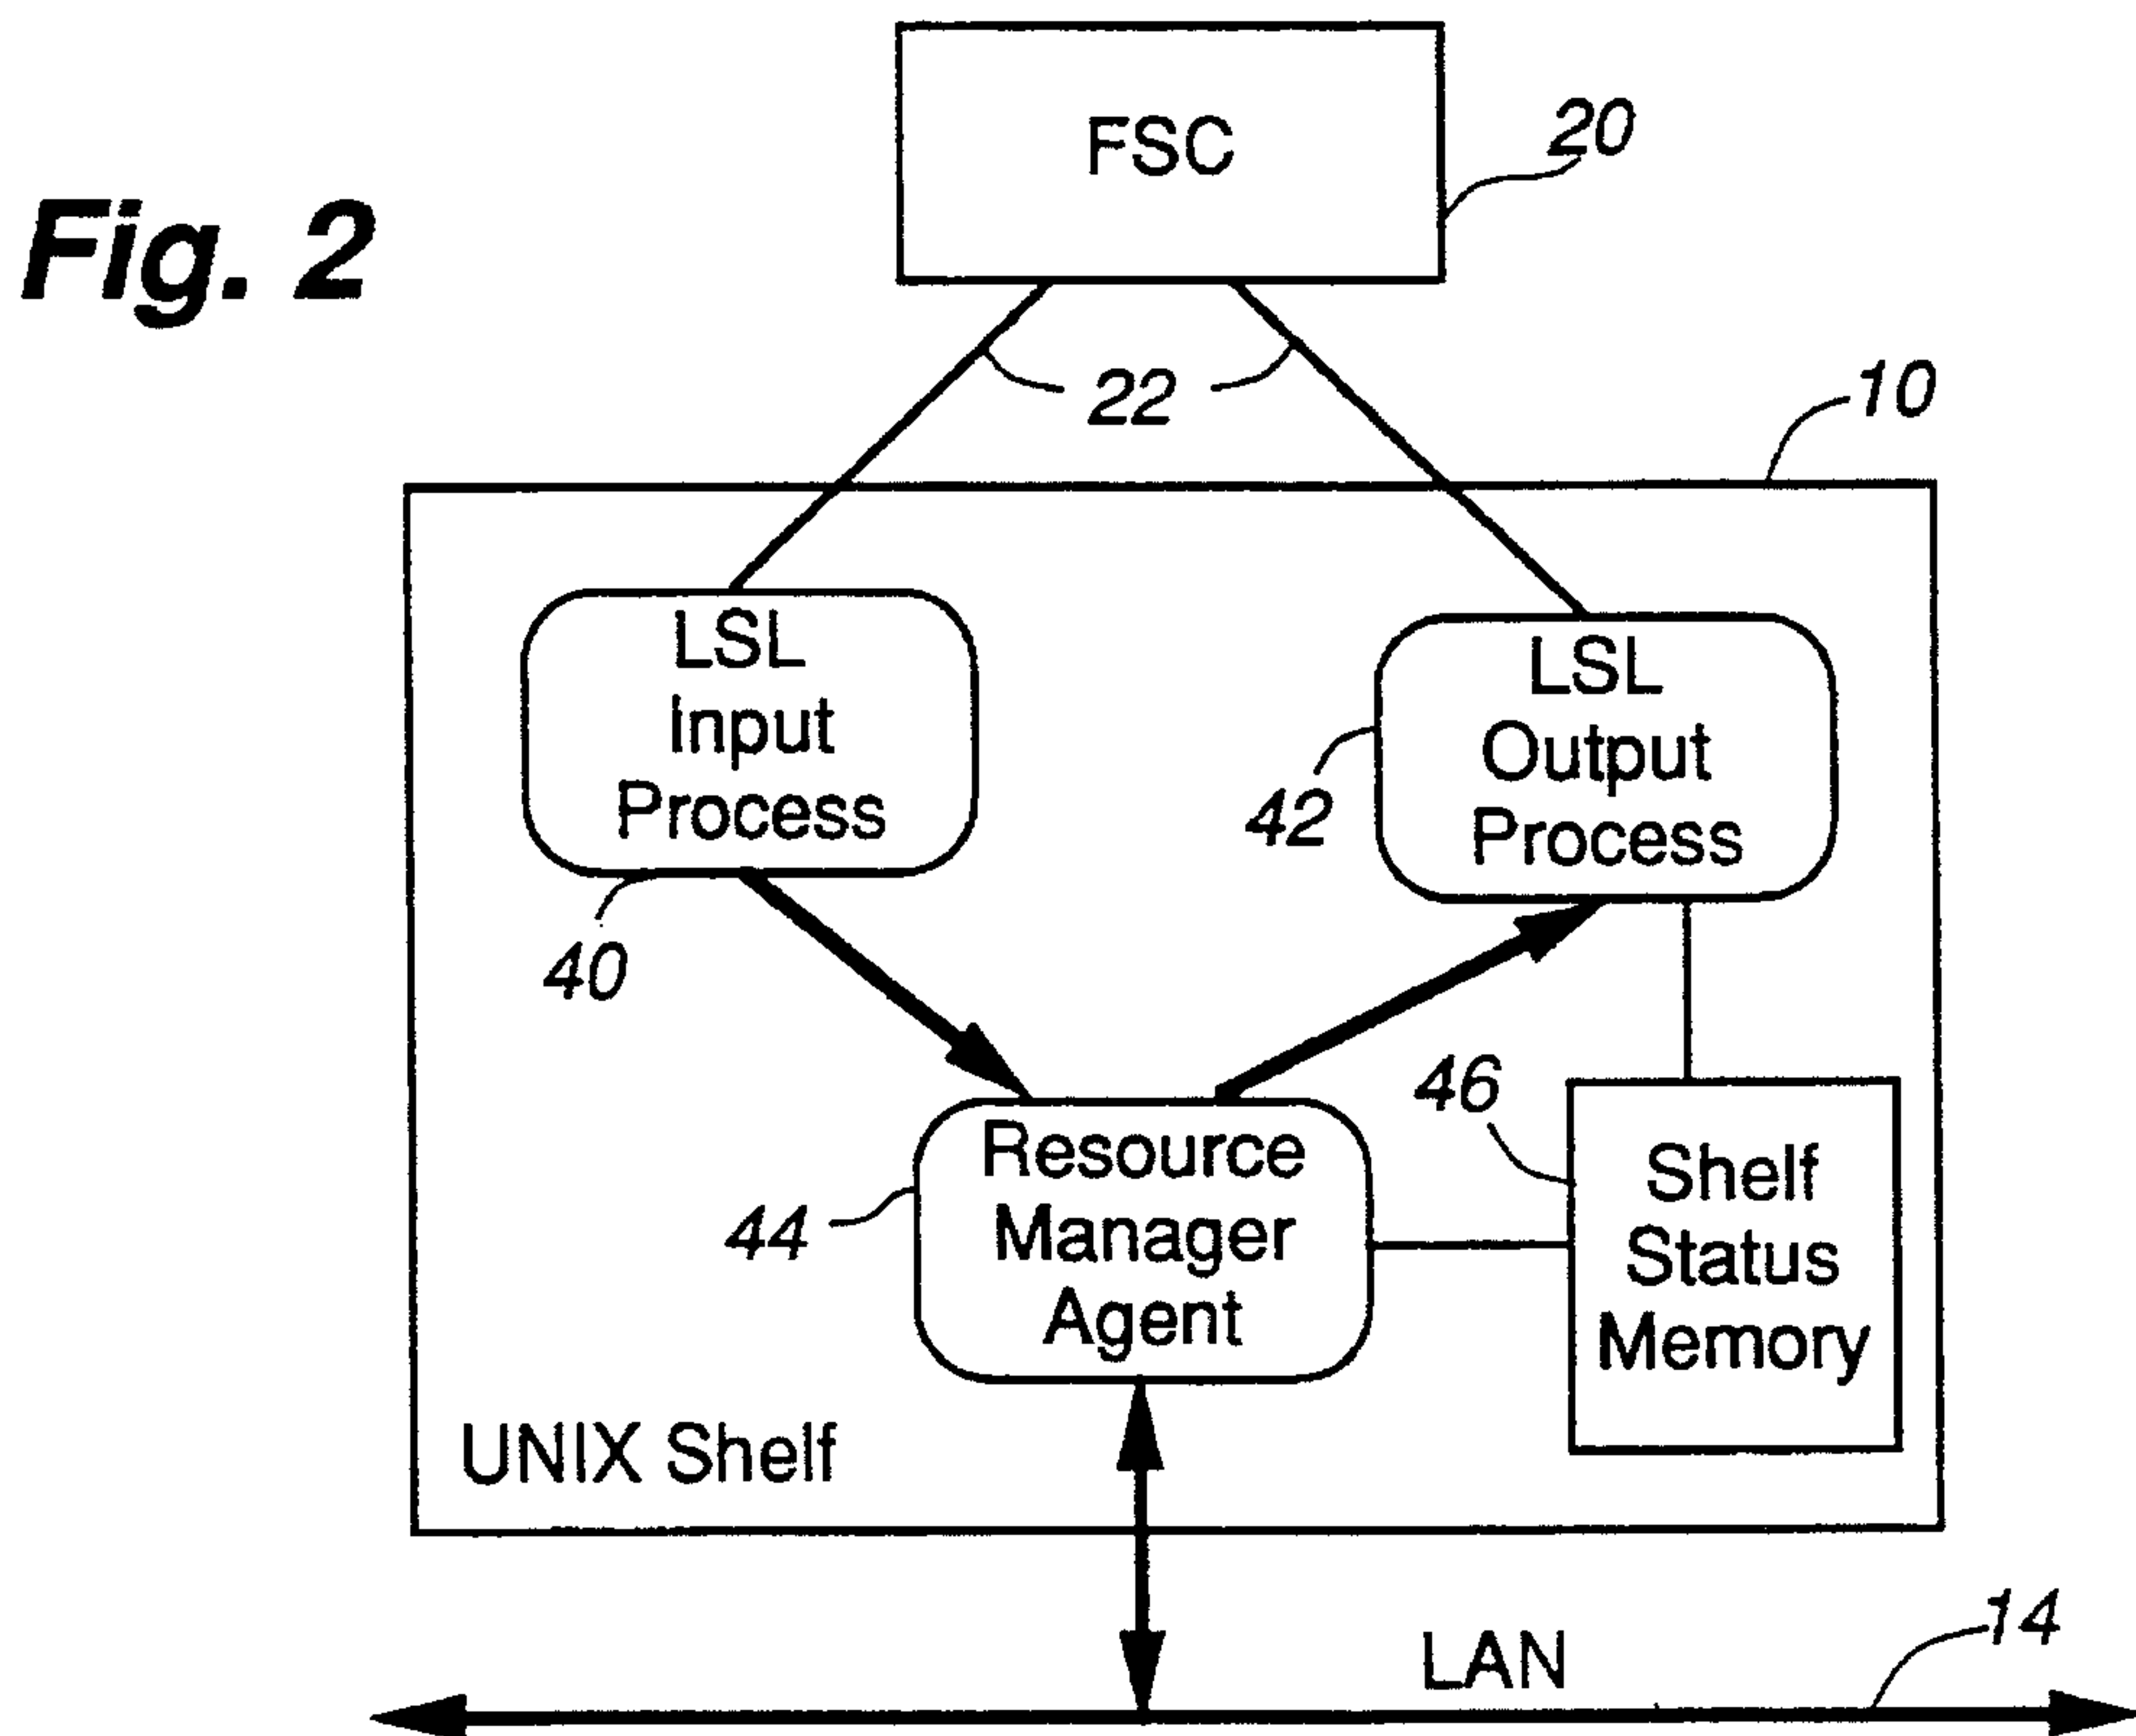 FSC
20
Fig. 2
22
10
LSL
Input
Process
LSL
Output
Process
42
40
46
Resource
Manager
Agent
44
Shelf
Status
Memory
UNIX Shelf
LAN
14